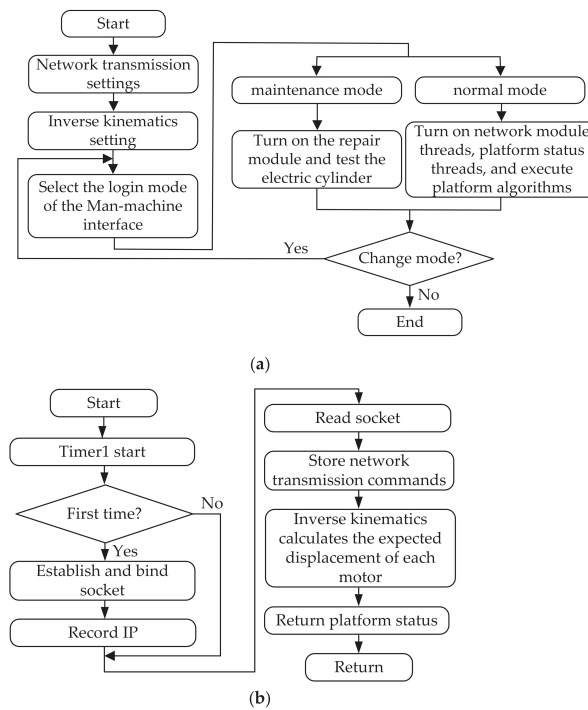 Start
Network transmission
settings
Inverse kinematics
setting
Select the login mode
of the Man-machine
interface
maintenance mode
normal mode
Turn on the repair
module and test the
electric cylinder
Turn on network module
threads, platform status
threads, and execute
platform algorithms
Yes
Change mode?
No
End
(a)
Start
Timer1 start
First time?
No
Yes
Establish and bind
socket
Record IP
Read socket
Store network
transmission commands
Inverse kinematics
calculates the expected
displacement of each
motor
Return platform status
Return
(b)